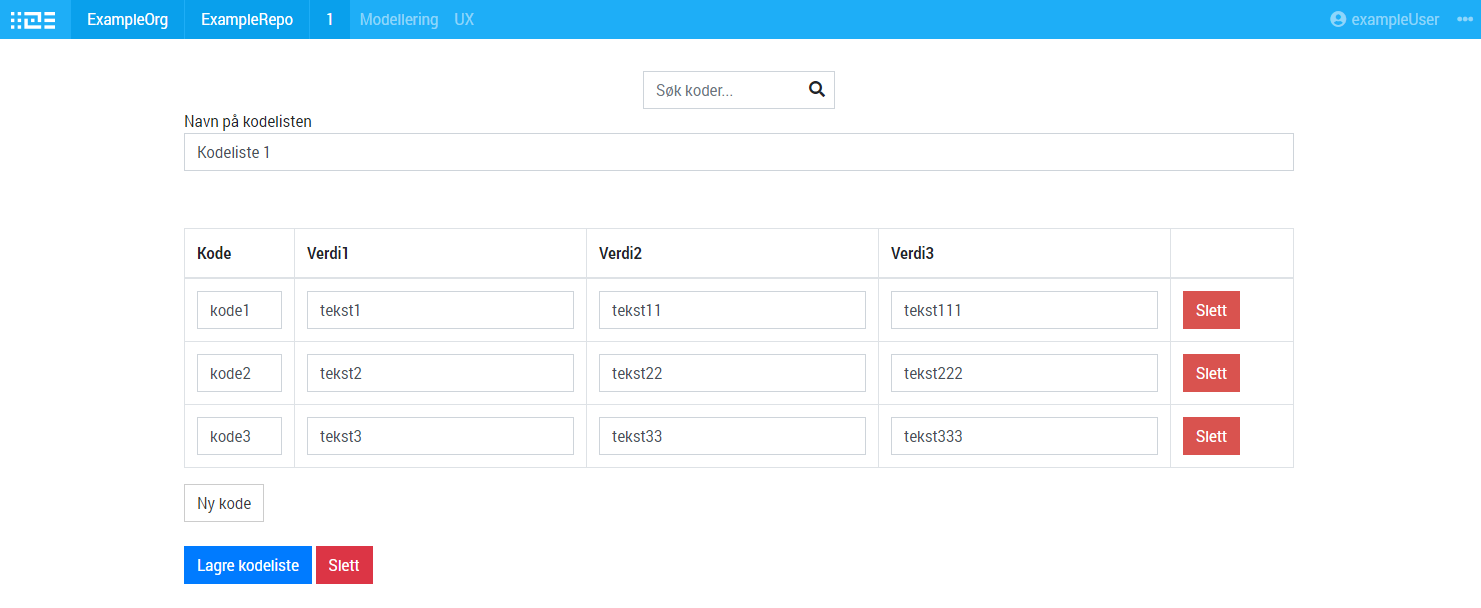 ExampleOrg ExampleRepo 1 Modellering UX exampleUser
Søk koder...
Navn på kodelisten
Kodeliste 1
Kode Verdi1 Verdi2 Verdi3
kode1 tekst1 tekst11 tekst111 Slett
kode2 tekst2 tekst22 tekst222 Slett
kode3 tekst3 tekst33 tekst333 Slett
Ny kode
Lagre kodeliste Slett